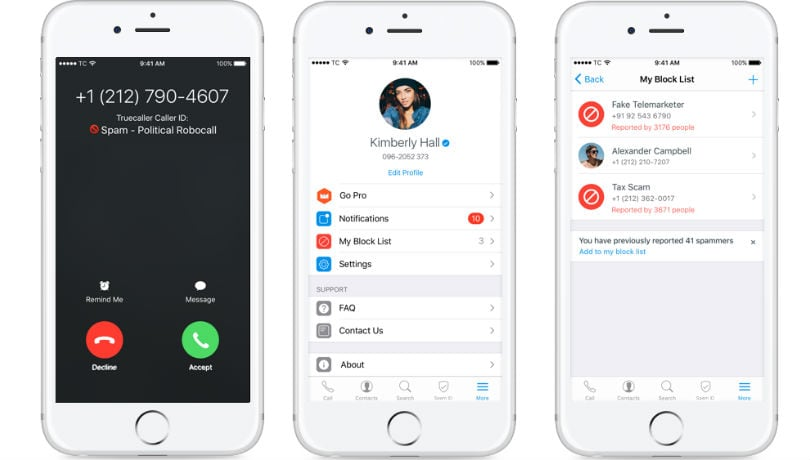 TC 9:41 AM 100%
+1 (212) 790-4607
Truecaller Caller ID:
Spam - Political Robocall
Remind Me
Message
Decline
Accept
TC 9:41 AM 100%
Kimberly Hall
096-2052 373
Edit Profile
Go Pro
Notifications 10
My Block List 3
Settings
SUPPORT
FAQ
Contact Us
About
Call Contacts Search Spam ID More
TC 9:41 AM 100%
Back My Block List +
Fake Telemarketer
+91 92 543 6790
Reported by 3176 people
Alexander Campbell
+1 (212) 210-7207
Tax Scam
+1 (212) 362-0017
Reported by 3671 people
You have previously reported 41 spammers ×
Add to my block list
Call Contacts Search Spam ID More